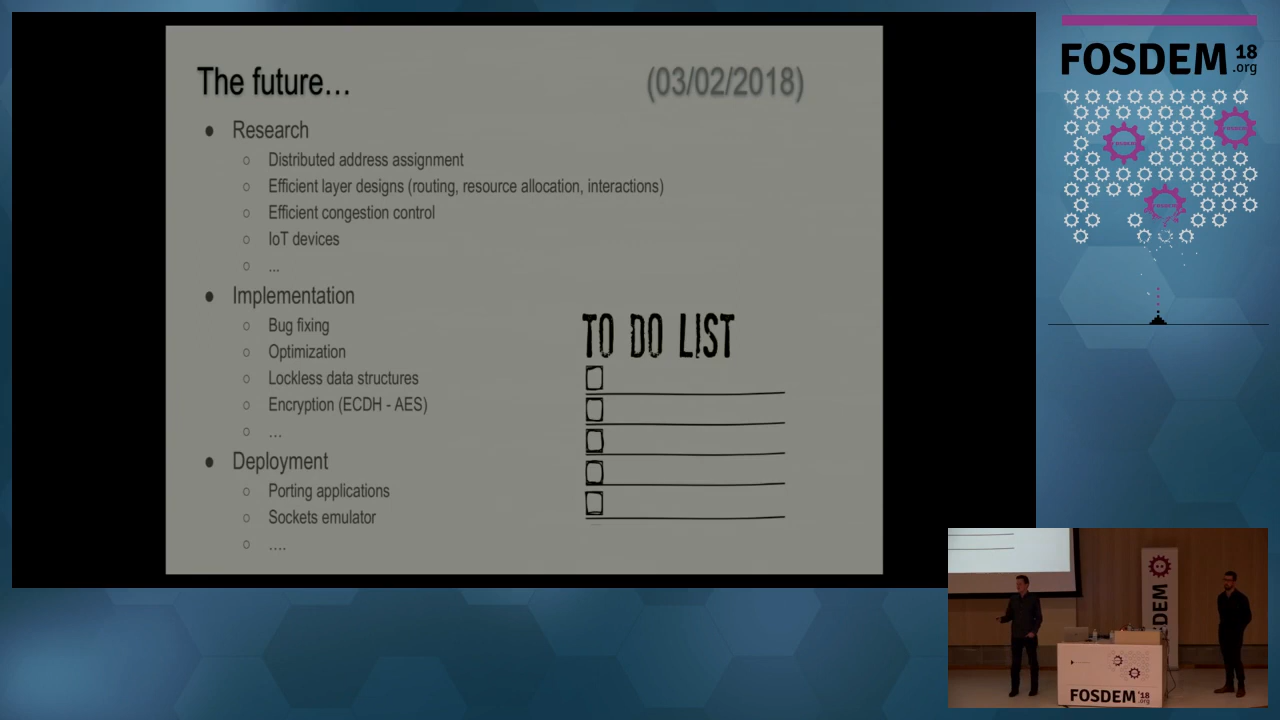 The future… (03/02/2018)
● Research
○ Distributed address assignment
○ Efficient layer designs (routing, resource allocation, interactions)
○ Efficient congestion control
○ IoT devices
○ ...
● Implementation
○ Bug fixing
○ Optimization
○ Lockless data structures
○ Encryption (ECDH - AES)
○ …
● Deployment
○ Porting applications
○ Sockets emulator
○ ….
TO DO LIST
FOSDEM 18
.org
DEM
FOSDEM '18
.org